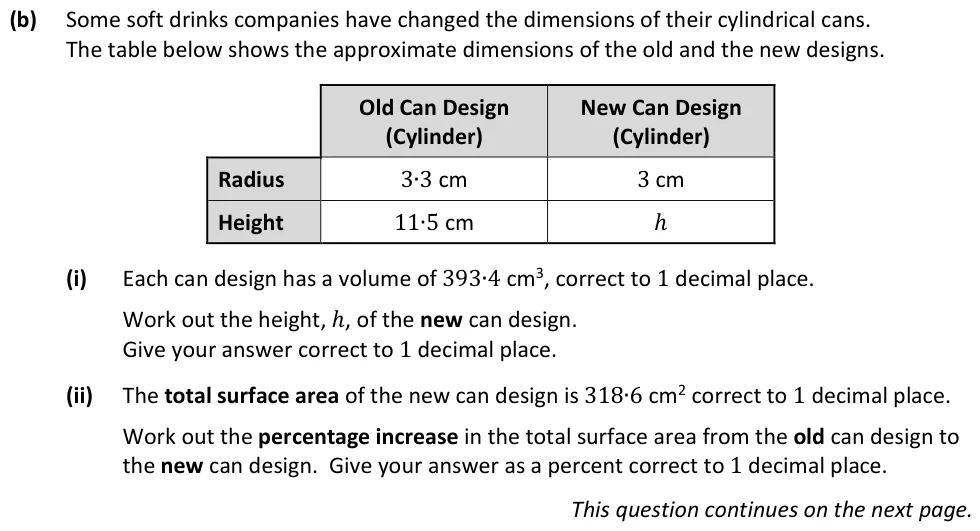 (b) Some soft drinks companies have changed the dimensions of their cylindrical cans.
The table below shows the approximate dimensions of the old and the new designs.
Old Can Design New Can Design
(Cylinder) (Cylinder)
Radius 3·3 cm 3 cm
Height 11·5 cm h
(i) Each can design has a volume of 393·4 cm³, correct to 1 decimal place.
Work out the height, h, of the new can design.
Give your answer correct to 1 decimal place.
(ii) The total surface area of the new can design is 318·6 cm² correct to 1 decimal place.
Work out the percentage increase in the total surface area from the old can design to
the new can design. Give your answer as a percent correct to 1 decimal place.
This question continues on the next page.